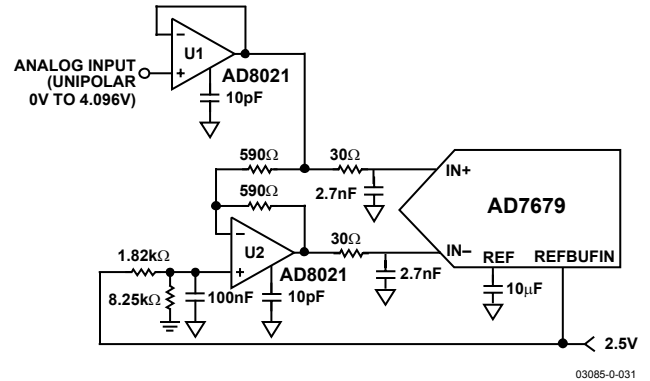 U1
ANALOG INPUT
(UNIPOLAR
0V TO 4.096V)
AD8021
10pF
590Ω
30Ω
IN+
590Ω
2.7nF
AD7679
30Ω
IN–
U2
1.82kΩ
AD8021
REF
REFBUFIN
8.25kΩ
100nF
10pF
2.7nF
10μF
2.5V
03085-0-031